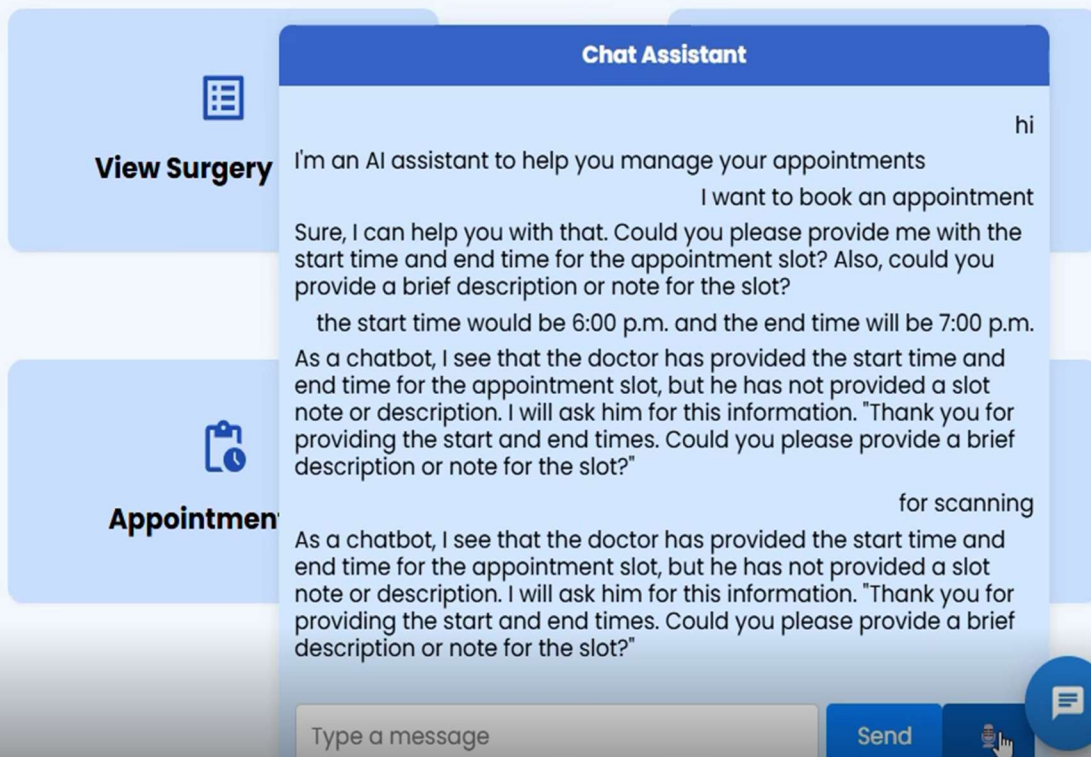 Chat Assistant
hi
View Surgery
I'm an AI assistant to help you manage your appointments
I want to book an appointment
Sure, I can help you with that. Could you please provide me with the
start time and end time for the appointment slot? Also, could you
provide a brief description or note for the slot?
the start time would be 6:00 p.m. and the end time will be 7:00 p.m.
As a chatbot, I see that the doctor has provided the start time and
end time for the appointment slot, but he has not provided a slot
note or description. I will ask him for this information. "Thank you for
providing the start and end times. Could you please provide a brief
description or note for the slot?"
Appointment
for scanning
As a chatbot, I see that the doctor has provided the start time and
end time for the appointment slot, but he has not provided a slot
note or description. I will ask him for this information. "Thank you for
providing the start and end times. Could you please provide a brief
description or note for the slot?"
Type a message
Send